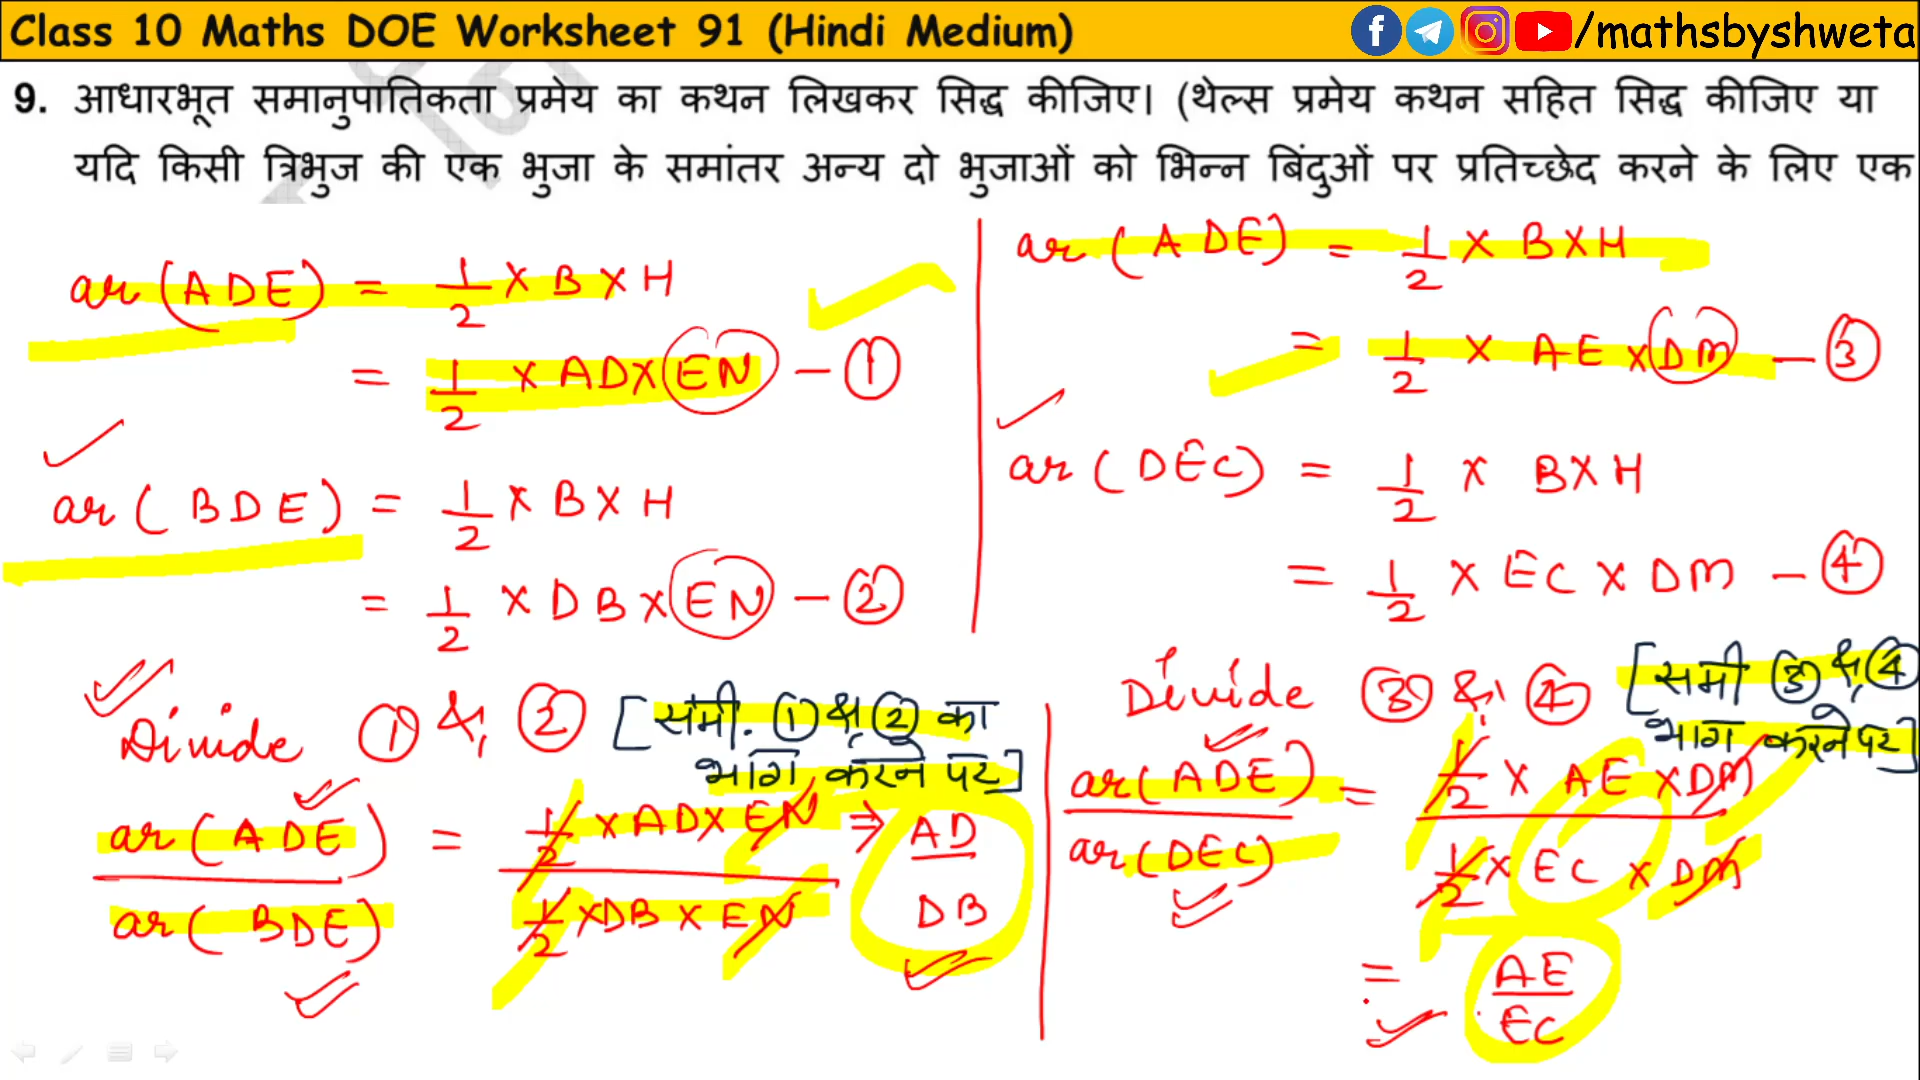 Class 10 Maths DOE Worksheet 91 (Hindi Medium)
/mathsbyshweta
9. आधारभूत समानुपातिकता प्रमेय का कथन लिखकर सिद्ध कीजिए। (थेल्स प्रमेय कथन सहित सिद्ध कीजिए या
यदि किसी त्रिभुज की एक भुजा के समांतर अन्य दो भुजाओं को भिन्न बिंदुओं पर प्रतिच्छेद करने के लिए एक
ar(ADE) = 1/2 × B × H
= 1/2 × AD × EN - ①
ar(BDE) = 1/2 × B × H
= 1/2 × DB × EN - ②
Divide ① & ② [समी. ① & ② का
भाग करने पर]
ar(ADE)/ar(BDE) = (1/2 × AD × EN)/(1/2 × DB × EN) ⇒ AD/DB
ar(ADE) = 1/2 × B × H
= 1/2 × AE × DM - ③
ar(DEC) = 1/2 × B × H
= 1/2 × EC × DM - ④
Divide ③ & ④ [समी ③ & ④
भाग करने पर]
ar(ADE)/ar(DEC) = (1/2 × AE × DM)/(1/2 × EC × DM)
= AE/EC